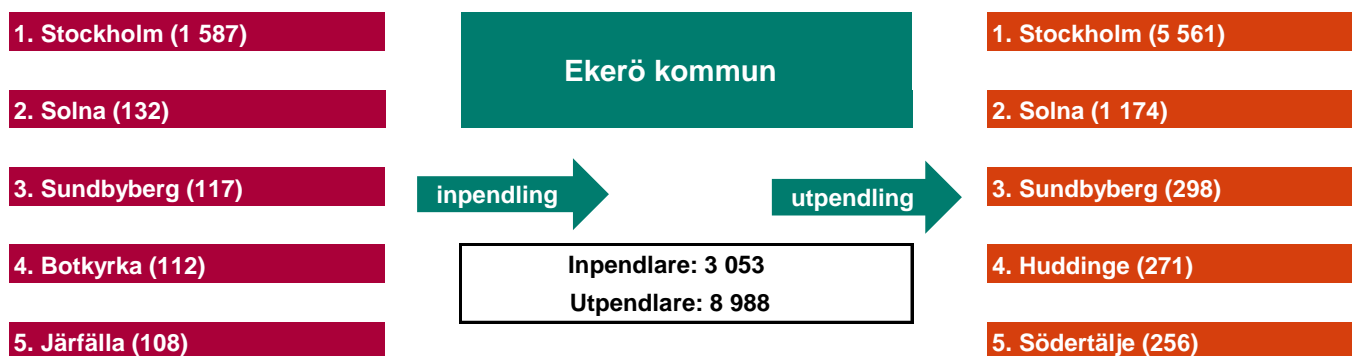 1. Stockholm (1 587)
2. Solna (132)
3. Sundbyberg (117)
4. Botkyrka (112)
5. Järfälla (108)
Ekerö kommun
inpendling
utpendling
Inpendlare: 3 053
Utpendlare: 8 988
1. Stockholm (5 561)
2. Solna (1 174)
3. Sundbyberg (298)
4. Huddinge (271)
5. Södertälje (256)